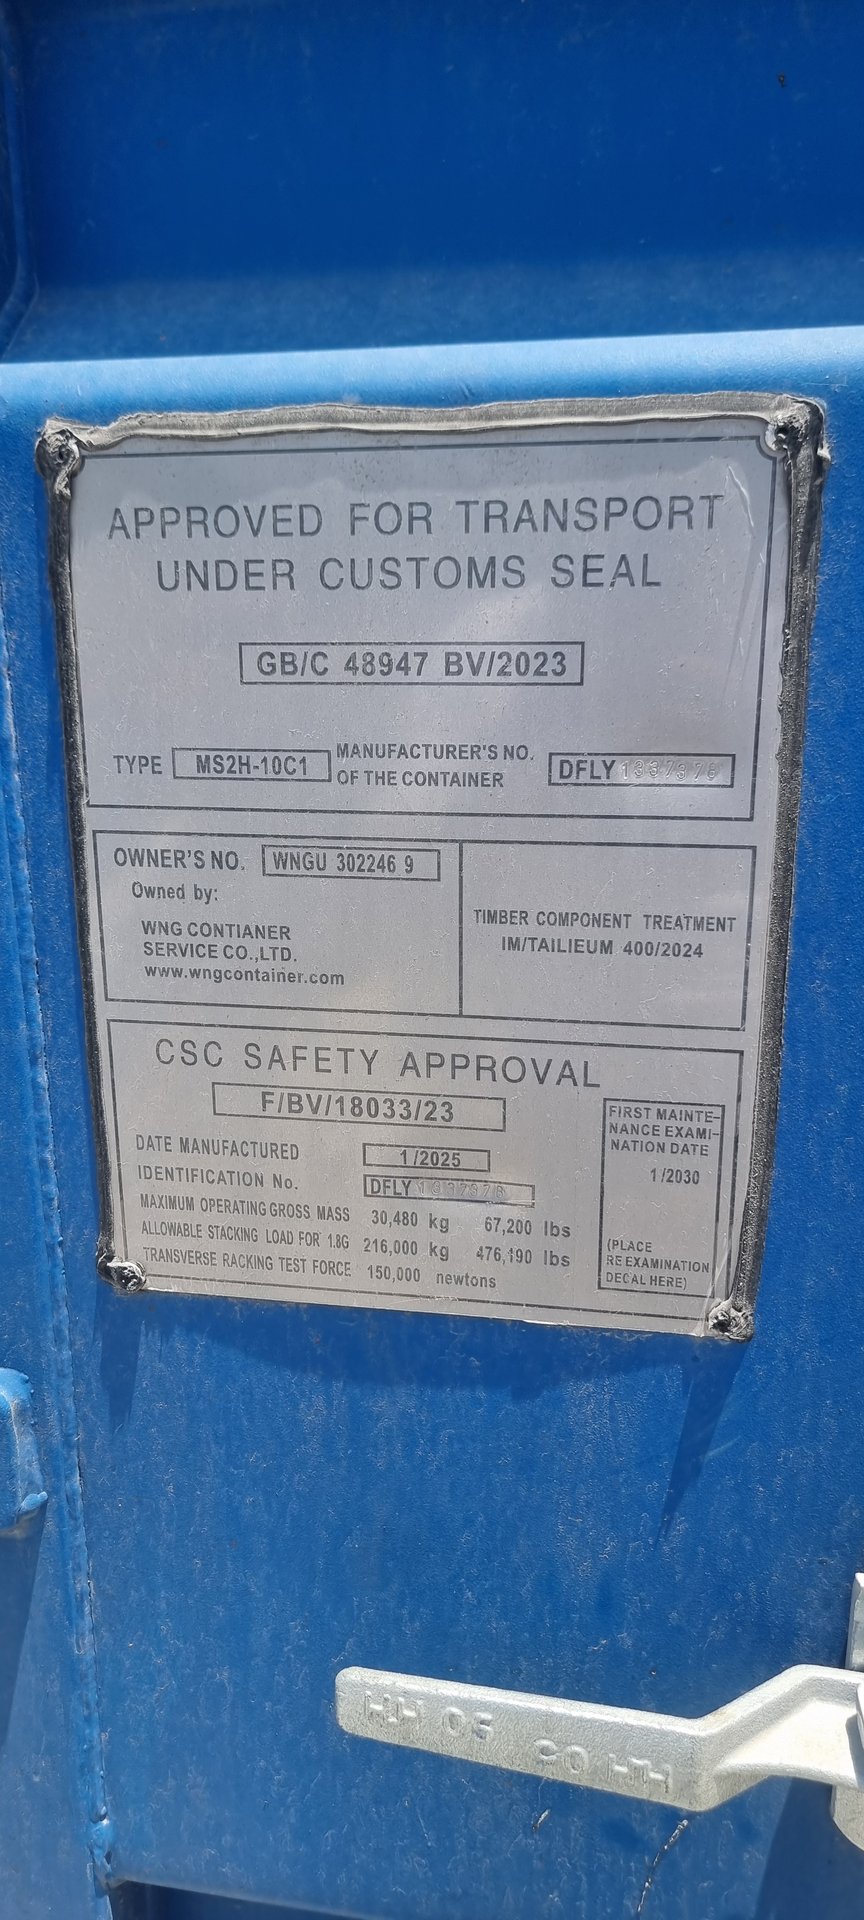 APPROVED FOR TRANSPORT
UNDER CUSTOMS SEAL
GB/C 48947 BV/2023
TYPE MS2H-10C1 MANUFACTURER'S NO. OF THE CONTAINER DFLY 1337376
OWNER'S NO. WNGU 302246 9
Owned by:
WNG CONTIANER
SERVICE CO.,LTD.
www.wngcontainer.com
TIMBER COMPONENT TREATMENT
IM/TAILIEUM 400/2024
CSC SAFETY APPROVAL
F/BV/18033/23
DATE MANUFACTURED 1/2025
IDENTIFICATION No. DFLY
MAXIMUM OPERATING GROSS MASS 30,480 kg 67,200 lbs
ALLOWABLE STACKING LOAD FOR 1.8G 216,000 kg 476,190 lbs
TRANSVERSE RACKING TEST FORCE 150,000 newtons
FIRST MAINTE-
NANCE EXAMI-
NATION DATE
1/2030
(PLACE
REEXAMINATION
DECAL HERE)